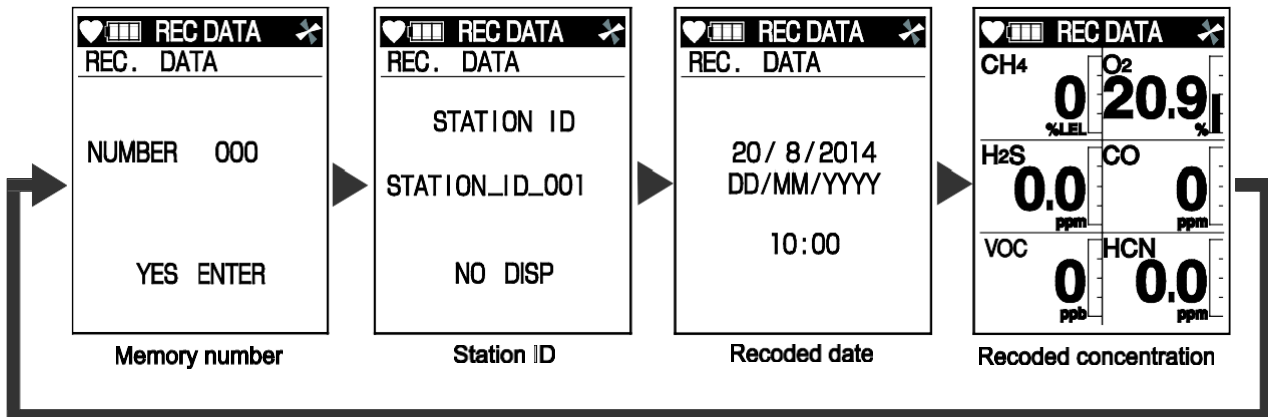 REC DATA
REC. DATA
NUMBER 000
YES ENTER
Memory number
REC DATA
REC. DATA
STATION ID
STATION_ID_001
NO DISP
Station ID
REC DATA
REC. DATA
20/ 8/2014
DD/MM/YYYY
10:00
Recoded date
REC DATA
CH4
0
%LEL
O2
20.9
%
H2S
0.0
ppm
CO
0
ppm
VOC
0
ppb
HCN
0.0
ppm
Recoded concentration